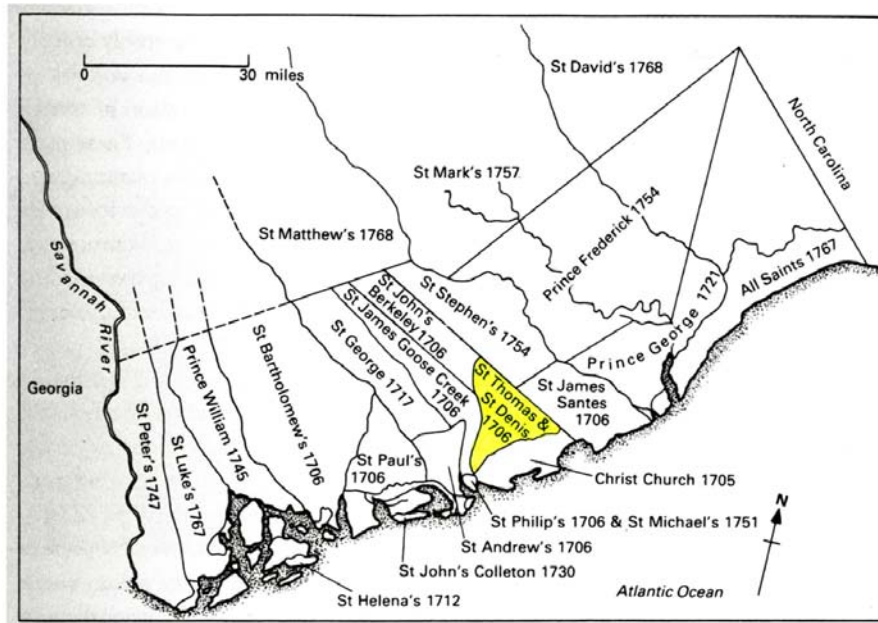 0 30 miles
St David's 1768
North Carolina
St Mark's 1757
Prince Frederick 1754
St Matthew's 1768
All Saints 1767
Savannah
River
St John's
Berkeley 1706
St Stephen's 1754
Prince George 1721
St James Goose Creek
1706
St George 1717
St Bartholomew's 1706
Georgia
Prince William 1745
St Thomas &
St Denis
1706
St James
Santes
1706
St Peter's 1747
St Luke's 1767
St Paul's
1706
Christ Church 1705
N
St Philip's 1706 & St Michael's 1751
St Andrew's 1706
St John's Colleton 1730
Atlantic Ocean
St Helena's 1712